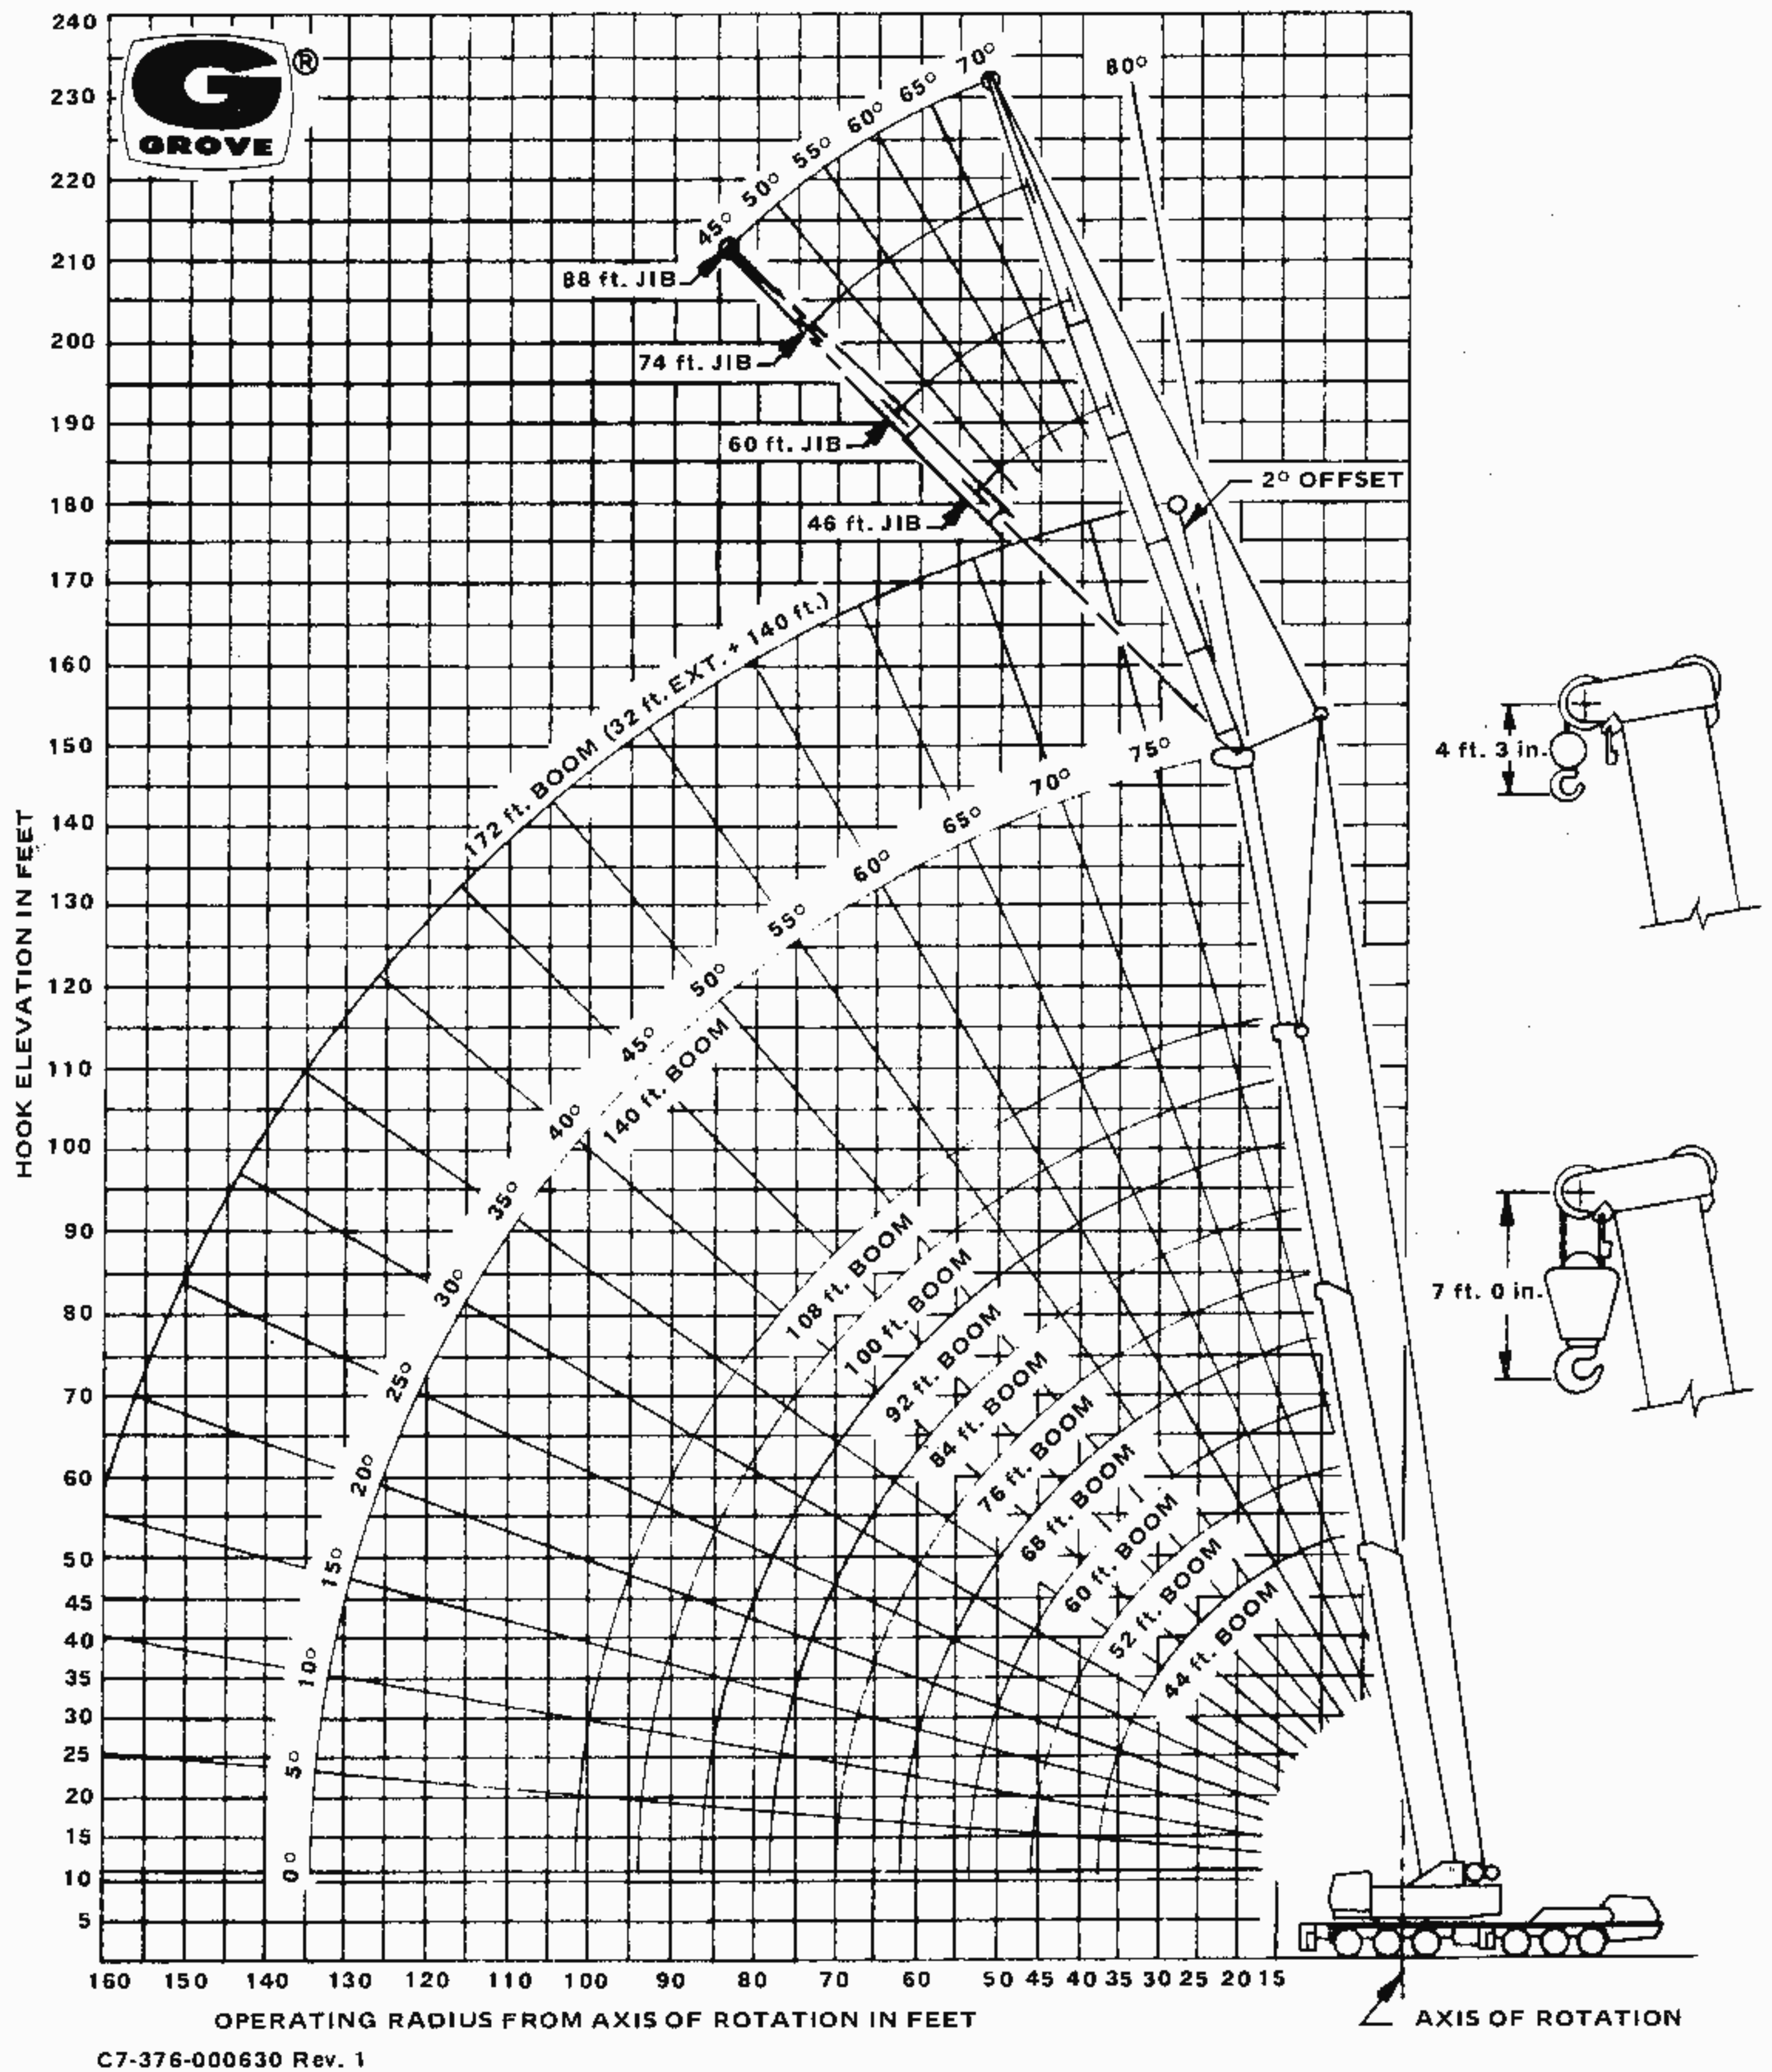 240
230
220
210
200
190
180
170
160
150
140
130
120
110
100
90
80
70
60
50
45
40
35
30
25
20
15
10
5
HOOK ELEVATION IN FEET
G ®
GROVE
45° 50° 55° 60° 65° 70°
80°
88 ft. JIB
74 ft. JIB
60 ft. JIB
46 ft. JIB
2° OFFSET
172 ft. BOOM (32 ft. EXT. + 140 ft.)
75°
70°
65°
60°
55°
50°
45°
40°
35°
30°
25°
20°
15°
10°
5°
0°
140 ft. BOOM
108 ft. BOOM
100 ft. BOOM
92 ft. BOOM
84 ft. BOOM
76 ft. BOOM
68 ft. BOOM
60 ft. BOOM
52 ft. BOOM
44 ft. BOOM
4 ft. 3 in.
7 ft. 0 in.
160 150 140 130 120 110 100 90 80 70 60 50 45 40 35 30 25 20 15
OPERATING RADIUS FROM AXIS OF ROTATION IN FEET
AXIS OF ROTATION
C7-376-000630 Rev. 1